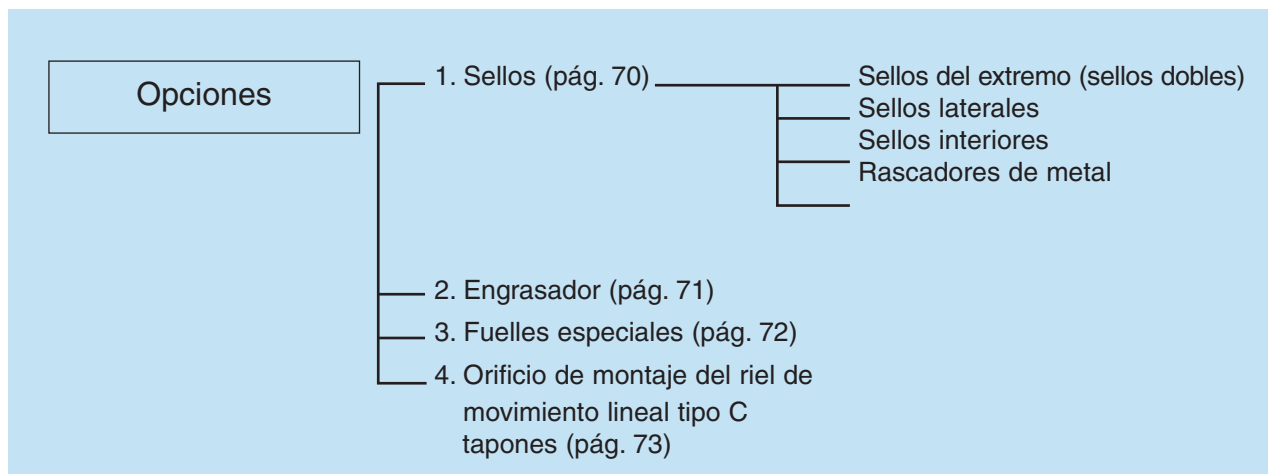 Opciones
1. Sellos (pág. 70)
Sellos del extremo (sellos dobles)
Sellos laterales
Sellos interiores
Rascadores de metal
2. Engrasador (pág. 71)
3. Fuelles especiales (pág. 72)
4. Orificio de montaje del riel de
movimiento lineal tipo C
tapones (pág. 73)